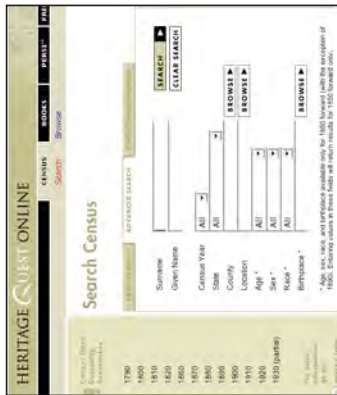 HERITAGE QUEST ONLINE
CENSUS BOOKS PERSI
Search Browse
Search Census
ADVANCED SEARCH
1790
1800
1810
1820
1860
1870
1880
1890
1900
1910
1920
1930 (partial)
Surname
SEARCH
Given Name
CLEAR SEARCH
Census Year All
State All
County BROWSE
Location BROWSE
Age * All
Sex * All
Race * All
Birthplace * BROWSE
* Age, sex, race, and birthplace available only for 1850 forward (with the exception of
1890. Entering values in these fields will return results for 1850 forward only.